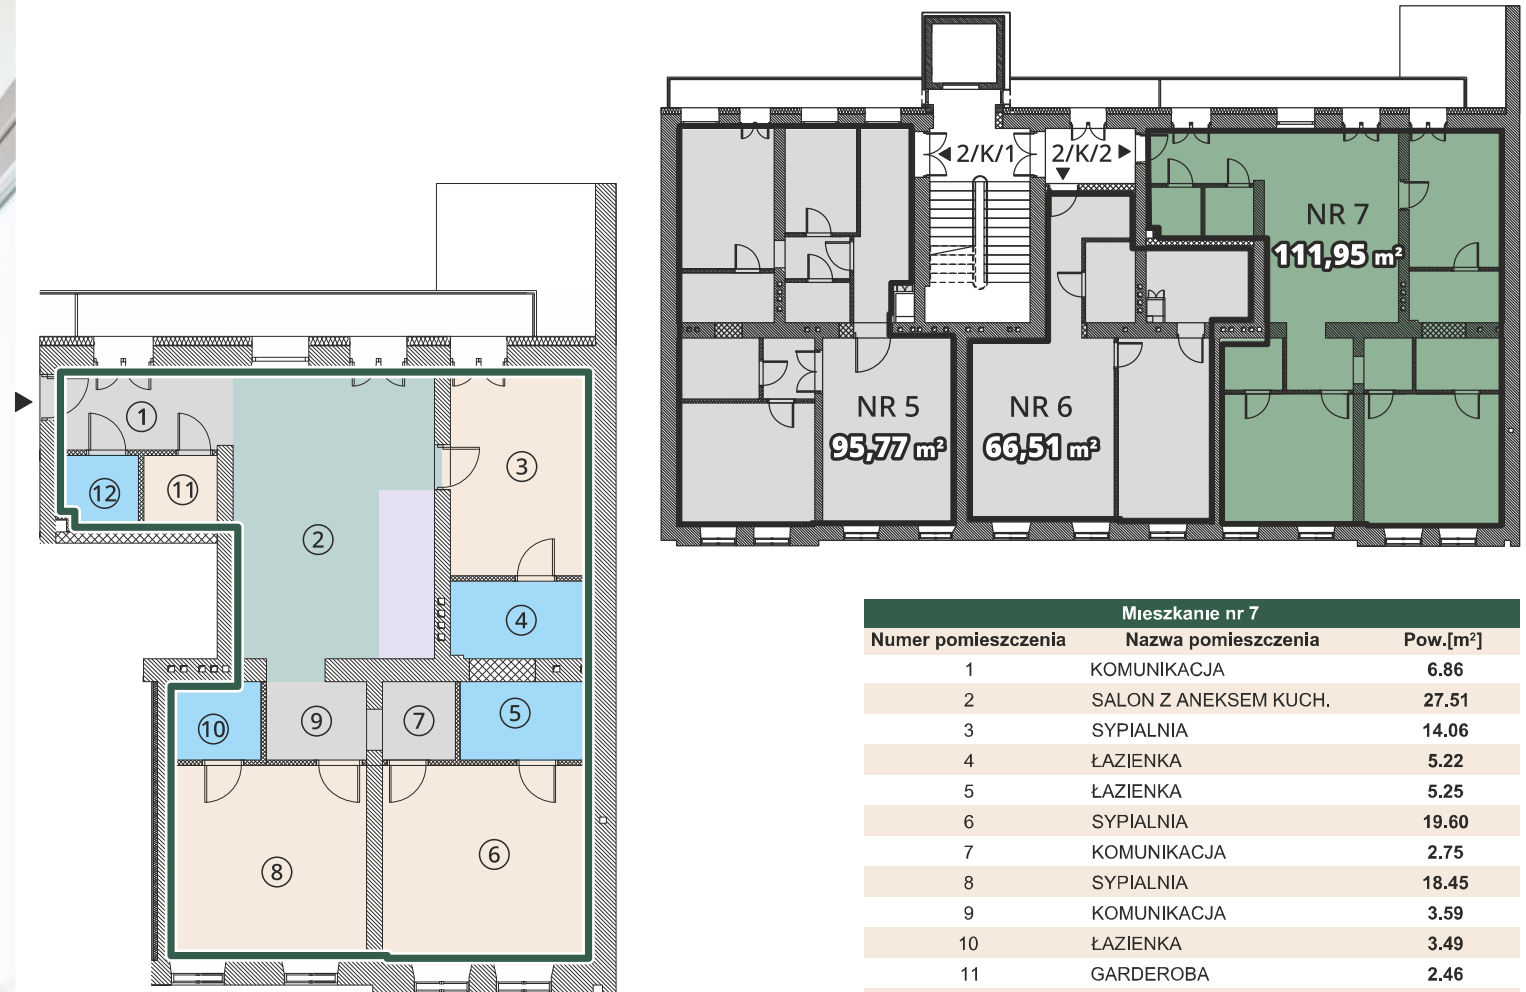 2/K/1
2/K/2
NR 7
111,95 m²
NR 5
95,77 m²
NR 6
66,51 m²
1
2
3
4
5
6
7
8
9
10
11
12
Mieszkanie nr 7
Numer pomieszczenia Nazwa pomieszczenia Pow.[m²]
1 KOMUNIKACJA 6.86
2 SALON Z ANEKSEM KUCH. 27.51
3 SYPIALNIA 14.06
4 ŁAZIENKA 5.22
5 ŁAZIENKA 5.25
6 SYPIALNIA 19.60
7 KOMUNIKACJA 2.75
8 SYPIALNIA 18.45
9 KOMUNIKACJA 3.59
10 ŁAZIENKA 3.49
11 GARDEROBA 2.46